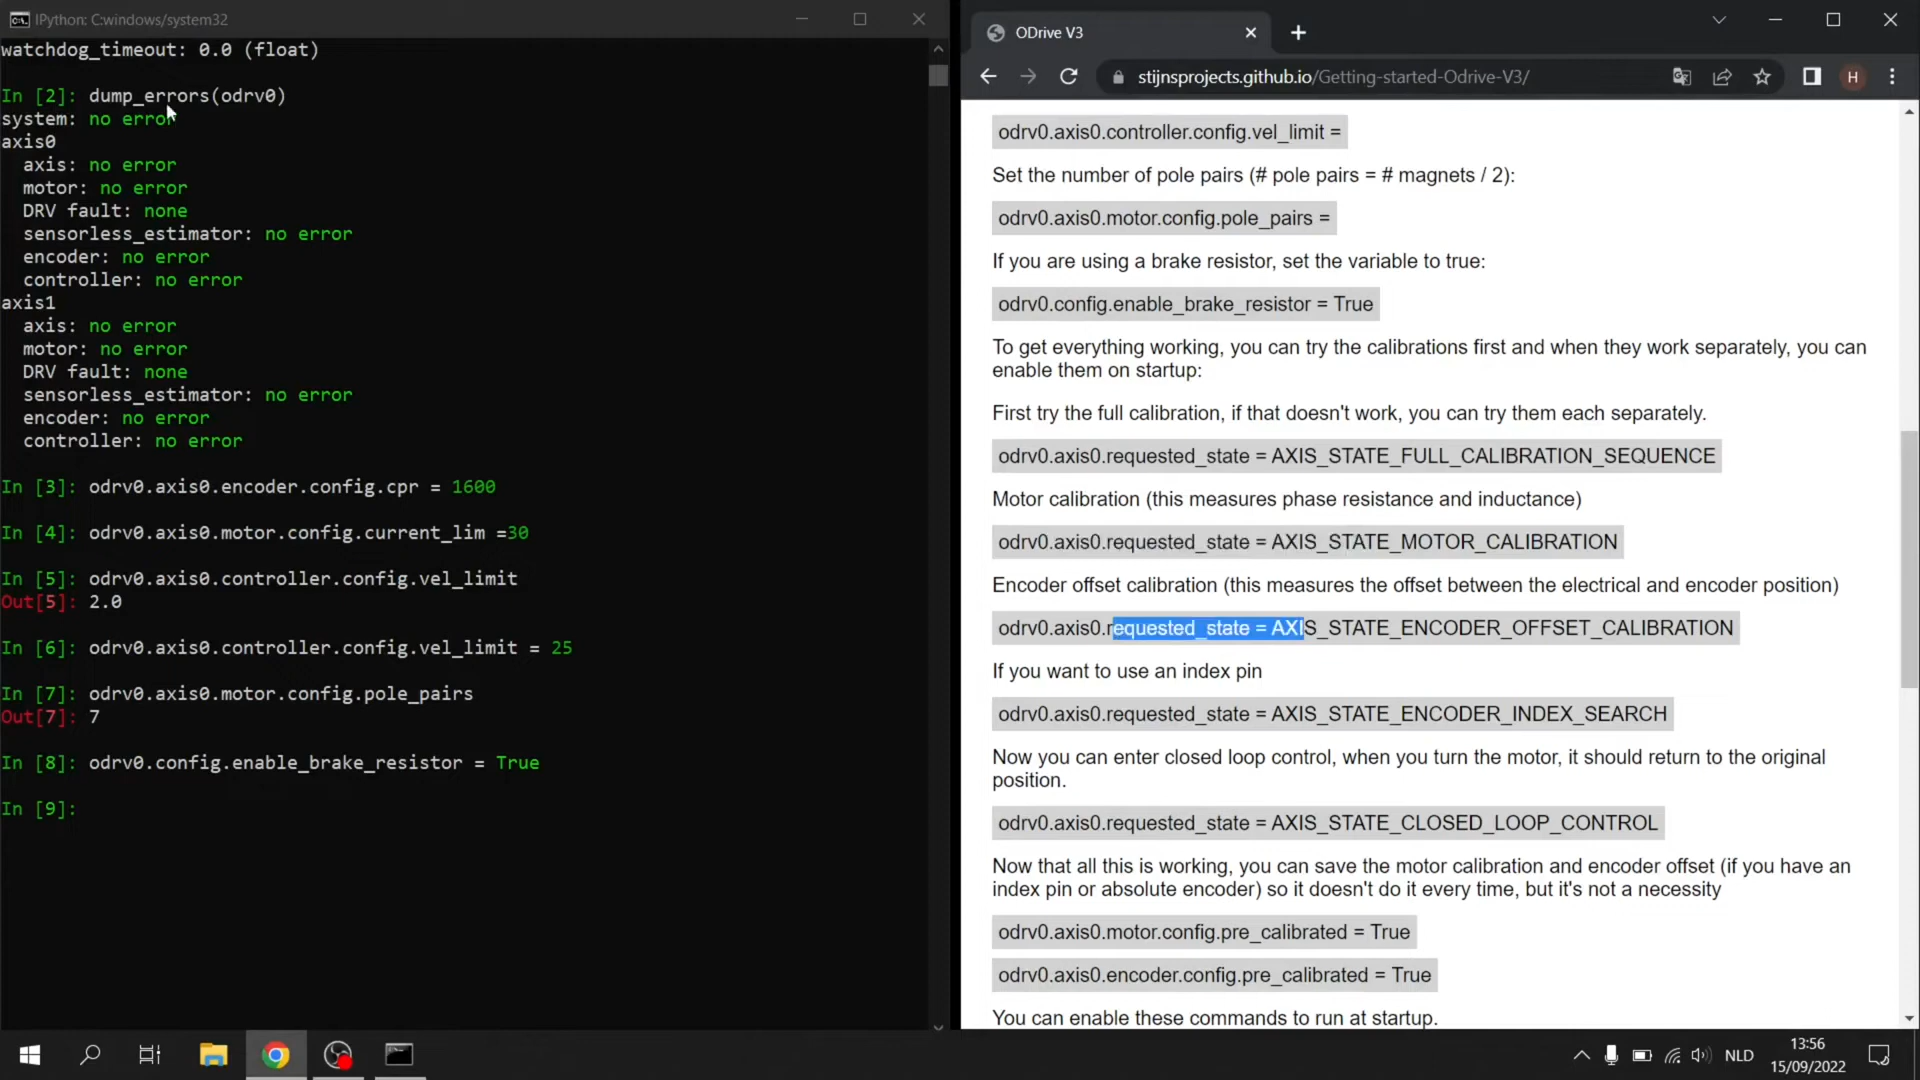 IPython: C:windows/system32
watchdog_timeout: 0.0 (float)
In [2]: dump_errors(odrv0)
system: no error
axis0
axis: no error
motor: no error
DRV fault: none
sensorless_estimator: no error
encoder: no error
controller: no error
axis1
axis: no error
motor: no error
DRV fault: none
sensorless_estimator: no error
encoder: no error
controller: no error
In [3]: odrv0.axis0.encoder.config.cpr = 1600
In [4]: odrv0.axis0.motor.config.current_lim =30
In [5]: odrv0.axis0.controller.config.vel_limit
Out[5]: 2.0
In [6]: odrv0.axis0.controller.config.vel_limit = 25
In [7]: odrv0.axis0.motor.config.pole_pairs
Out[7]: 7
In [8]: odrv0.config.enable_brake_resistor = True
In [9]:
ODrive V3
stijnsprojects.github.io/Getting-started-Odrive-V3/
H
odrv0.axis0.controller.config.vel_limit =
Set the number of pole pairs (# pole pairs = # magnets / 2):
odrv0.axis0.motor.config.pole_pairs =
If you are using a brake resistor, set the variable to true:
odrv0.config.enable_brake_resistor = True
To get everything working, you can try the calibrations first and when they work separately, you can
enable them on startup:
First try the full calibration, if that doesn't work, you can try them each separately.
odrv0.axis0.requested_state = AXIS_STATE_FULL_CALIBRATION_SEQUENCE
Motor calibration (this measures phase resistance and inductance)
odrv0.axis0.requested_state = AXIS_STATE_MOTOR_CALIBRATION
Encoder offset calibration (this measures the offset between the electrical and encoder position)
odrv0.axis0.requested_state = AXIS_STATE_ENCODER_OFFSET_CALIBRATION
If you want to use an index pin
odrv0.axis0.requested_state = AXIS_STATE_ENCODER_INDEX_SEARCH
Now you can enter closed loop control, when you turn the motor, it should return to the original
position.
odrv0.axis0.requested_state = AXIS_STATE_CLOSED_LOOP_CONTROL
Now that all this is working, you can save the motor calibration and encoder offset (if you have an
index pin or absolute encoder) so it doesn't do it every time, but it's not a necessity
odrv0.axis0.motor.config.pre_calibrated = True
odrv0.axis0.encoder.config.pre_calibrated = True
You can enable these commands to run at startup.
NLD
13:56
15/09/2022